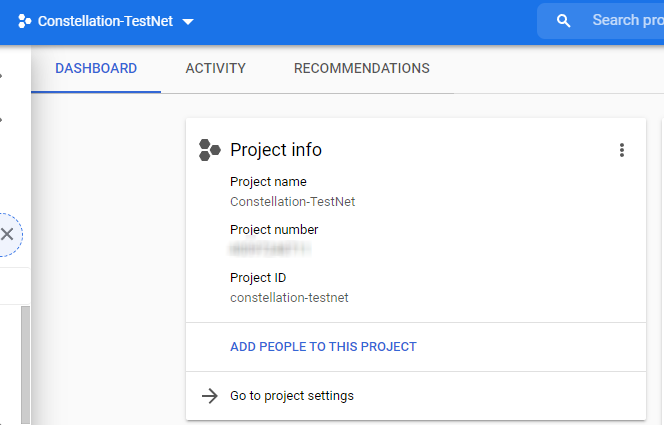 Constellation-TestNet
Search pro
DASHBOARD ACTIVITY RECOMMENDATIONS
Project info
Project name
Constellation-TestNet
Project number
Project ID
constellation-testnet
ADD PEOPLE TO THIS PROJECT
Go to project settings